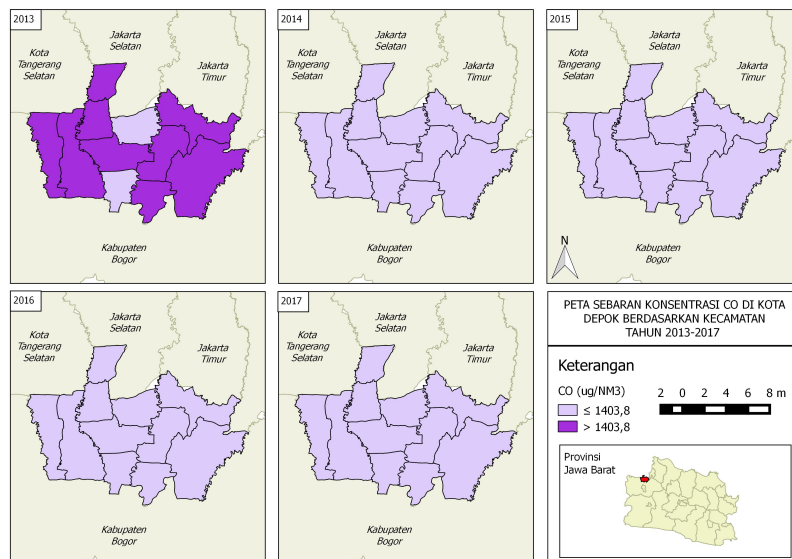 2013
Jakarta
Selatan
Kota
Tangerang
Selatan
Jakarta
Timur
Kabupaten
Bogor
2014
Jakarta
Selatan
Kota
Tangerang
Selatan
Jakarta
Timur
Kabupaten
Bogor
2015
Jakarta
Selatan
Kota
Tangerang
Selatan
Jakarta
Timur
Kabupaten
Bogor
N
2016
Jakarta
Selatan
Kota
Tangerang
Selatan
Jakarta
Timur
Kabupaten
Bogor
2017
Jakarta
Selatan
Kota
Tangerang
Selatan
Jakarta
Timur
Kabupaten
Bogor
PETA SEBARAN KONSENTRASI CO DI KOTA
DEPOK BERDASARKAN KECAMATAN
TAHUN 2013-2017
Keterangan
CO (ug/NM3)
≤ 1403,8
> 1403,8
2 0 2 4 6 8 m
Provinsi
Jawa Barat